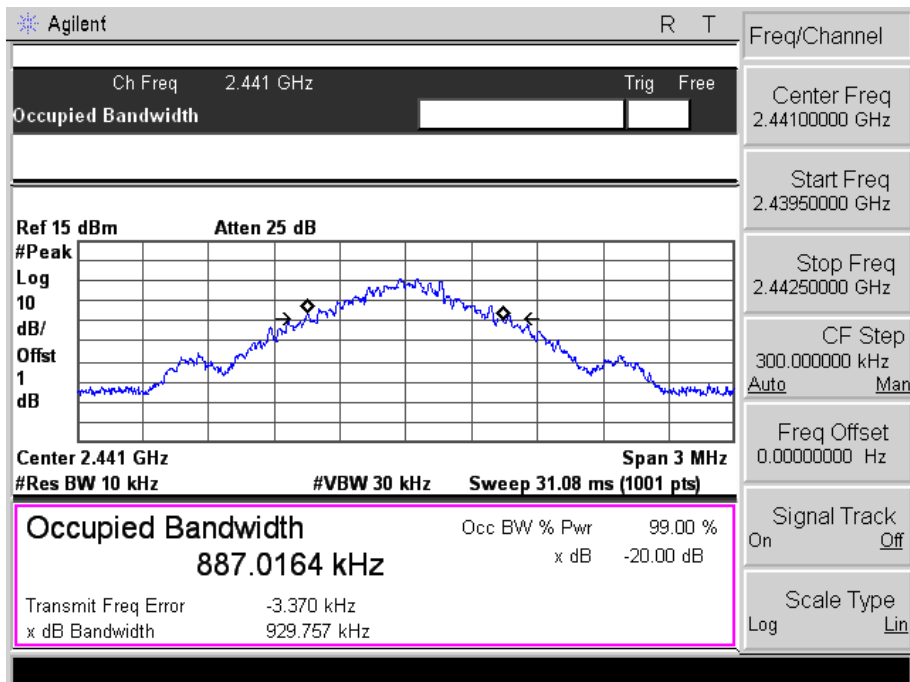 Agilent R T
Ch Freq 2.441 GHz Trig Free
Occupied Bandwidth
Ref 15 dBm Atten 25 dB
#Peak
Log
10
dB/
Offst
1
dB
Center 2.441 GHz Span 3 MHz
#Res BW 10 kHz #VBW 30 kHz Sweep 31.08 ms (1001 pts)
Occupied Bandwidth Occ BW % Pwr 99.00 %
887.0164 kHz x dB -20.00 dB
Transmit Freq Error -3.370 kHz
x dB Bandwidth 929.757 kHz
Freq/Channel
Center Freq
2.44100000 GHz
Start Freq
2.43950000 GHz
Stop Freq
2.44250000 GHz
CF Step
300.000000 kHz
Auto Man
Freq Offset
0.00000000 Hz
Signal Track
On Off
Scale Type
Log Lin